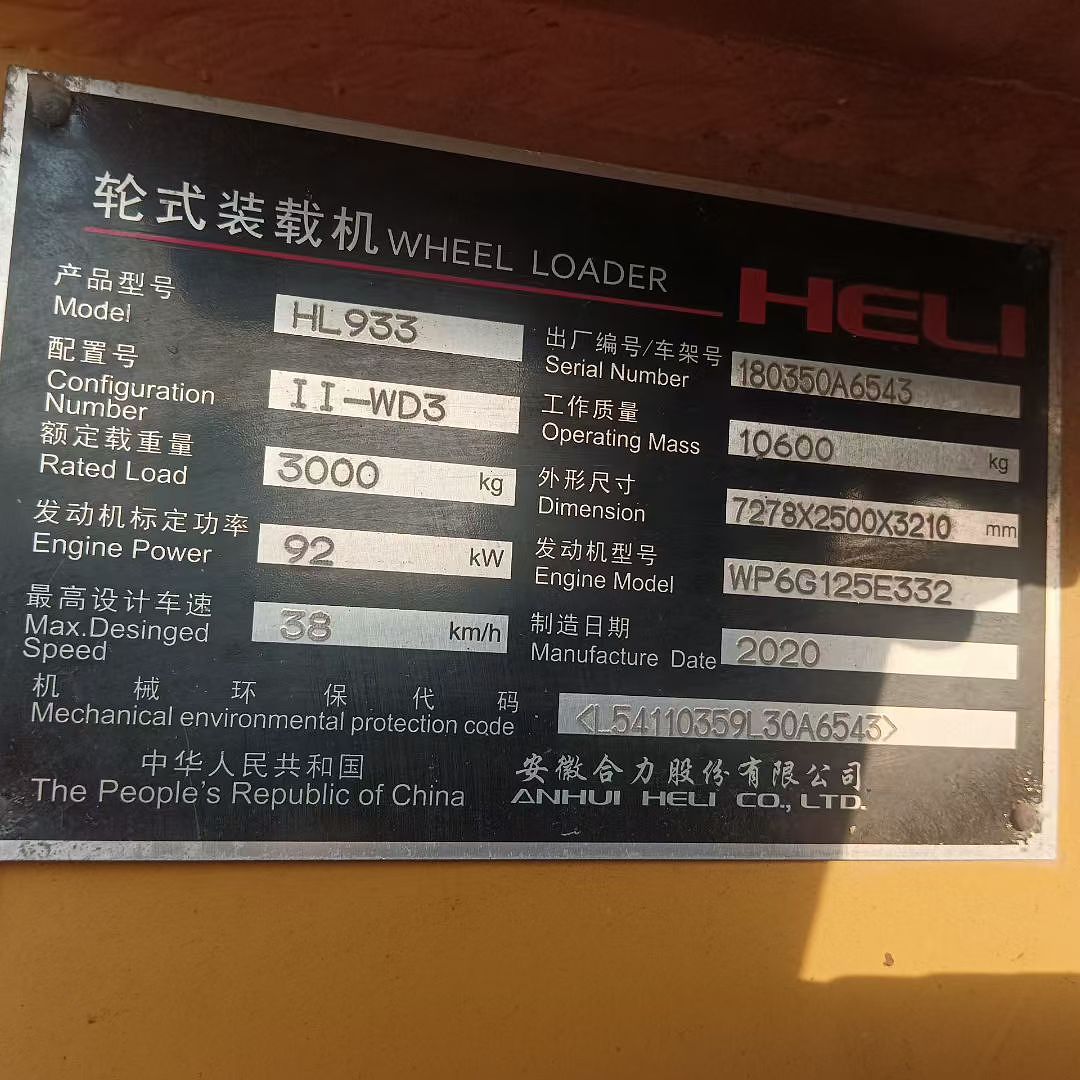 轮式装载机 WHEEL LOADER
HELI
产品型号
Model
HL933
配置号
Configuration
Number
II-WD3
额定载重量
Rated Load
3000 kg
发动机标定功率
Engine Power
92 kW
最高设计车速
Max.Desinged
Speed
38 km/h
出厂编号/车架号
Serial Number
180350A6543
工作质量
Operating Mass
10600 kg
外形尺寸
Dimension
7278X2500X3210 mm
发动机型号
Engine Model
WP6G125E332
制造日期
Manufacture Date
2020
机械环保代码
Mechanical environmental protection code
<L54110359L30A6543>
中华人民共和国
The People's Republic of China
安徽合力股份有限公司
ANHUI HELI CO., LTD.